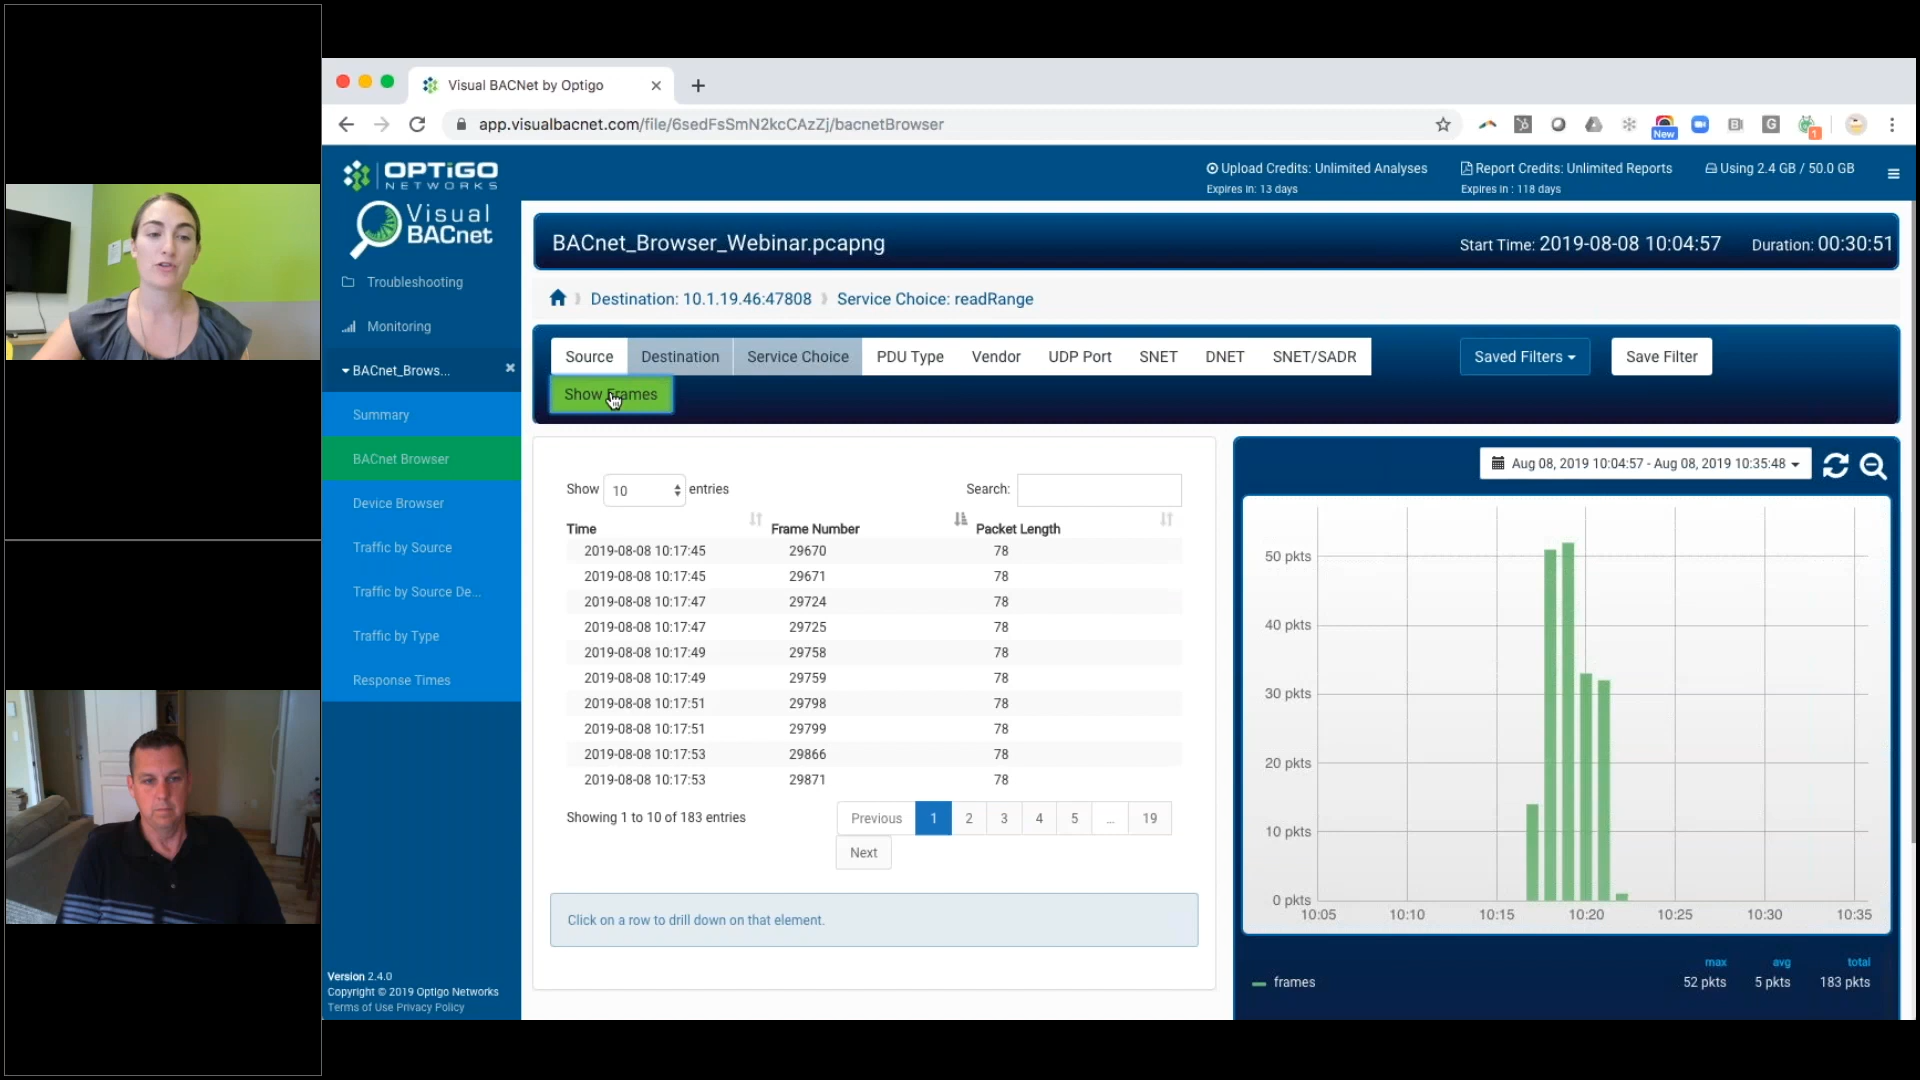 Visual BACNet by Optigo
app.visualbacnet.com/file/6sedFsSmN2kcCAzZj/bacnetBrowser
New
G
1
OPTiGO
NETWORKS
Visual
BACnet
Upload Credits: Unlimited Analyses
Expires in: 13 days
Report Credits: Unlimited Reports
Expires in : 118 days
Using 2.4 GB / 50.0 GB
Troubleshooting
Monitoring
BACnet_Brows...
Summary
BACnet Browser
Device Browser
Traffic by Source
Traffic by Source De...
Traffic by Type
Response Times
Version 2.4.0
Copyright © 2019 Optigo Networks
Terms of Use Privacy Policy
BACnet_Browser_Webinar.pcapng
Start Time: 2019-08-08 10:04:57 Duration: 00:30:51
Destination: 10.1.19.46:47808 Service Choice: readRange
Source Destination Service Choice PDU Type Vendor UDP Port SNET DNET SNET/SADR
Saved Filters Save Filter
Show Frames
Show 10 entries Search:
Time Frame Number Packet Length
2019-08-08 10:17:45 29670 78
2019-08-08 10:17:45 29671 78
2019-08-08 10:17:47 29724 78
2019-08-08 10:17:47 29725 78
2019-08-08 10:17:49 29758 78
2019-08-08 10:17:49 29759 78
2019-08-08 10:17:51 29798 78
2019-08-08 10:17:51 29799 78
2019-08-08 10:17:53 29866 78
2019-08-08 10:17:53 29871 78
Showing 1 to 10 of 183 entries
Previous 1 2 3 4 5 ... 19
Next
Click on a row to drill down on that element.
Aug 08, 2019 10:04:57 - Aug 08, 2019 10:35:48
50 pkts
40 pkts
30 pkts
20 pkts
10 pkts
0 pkts
10:05 10:10 10:15 10:20 10:25 10:30 10:35
max avg total
frames 52 pkts 5 pkts 183 pkts